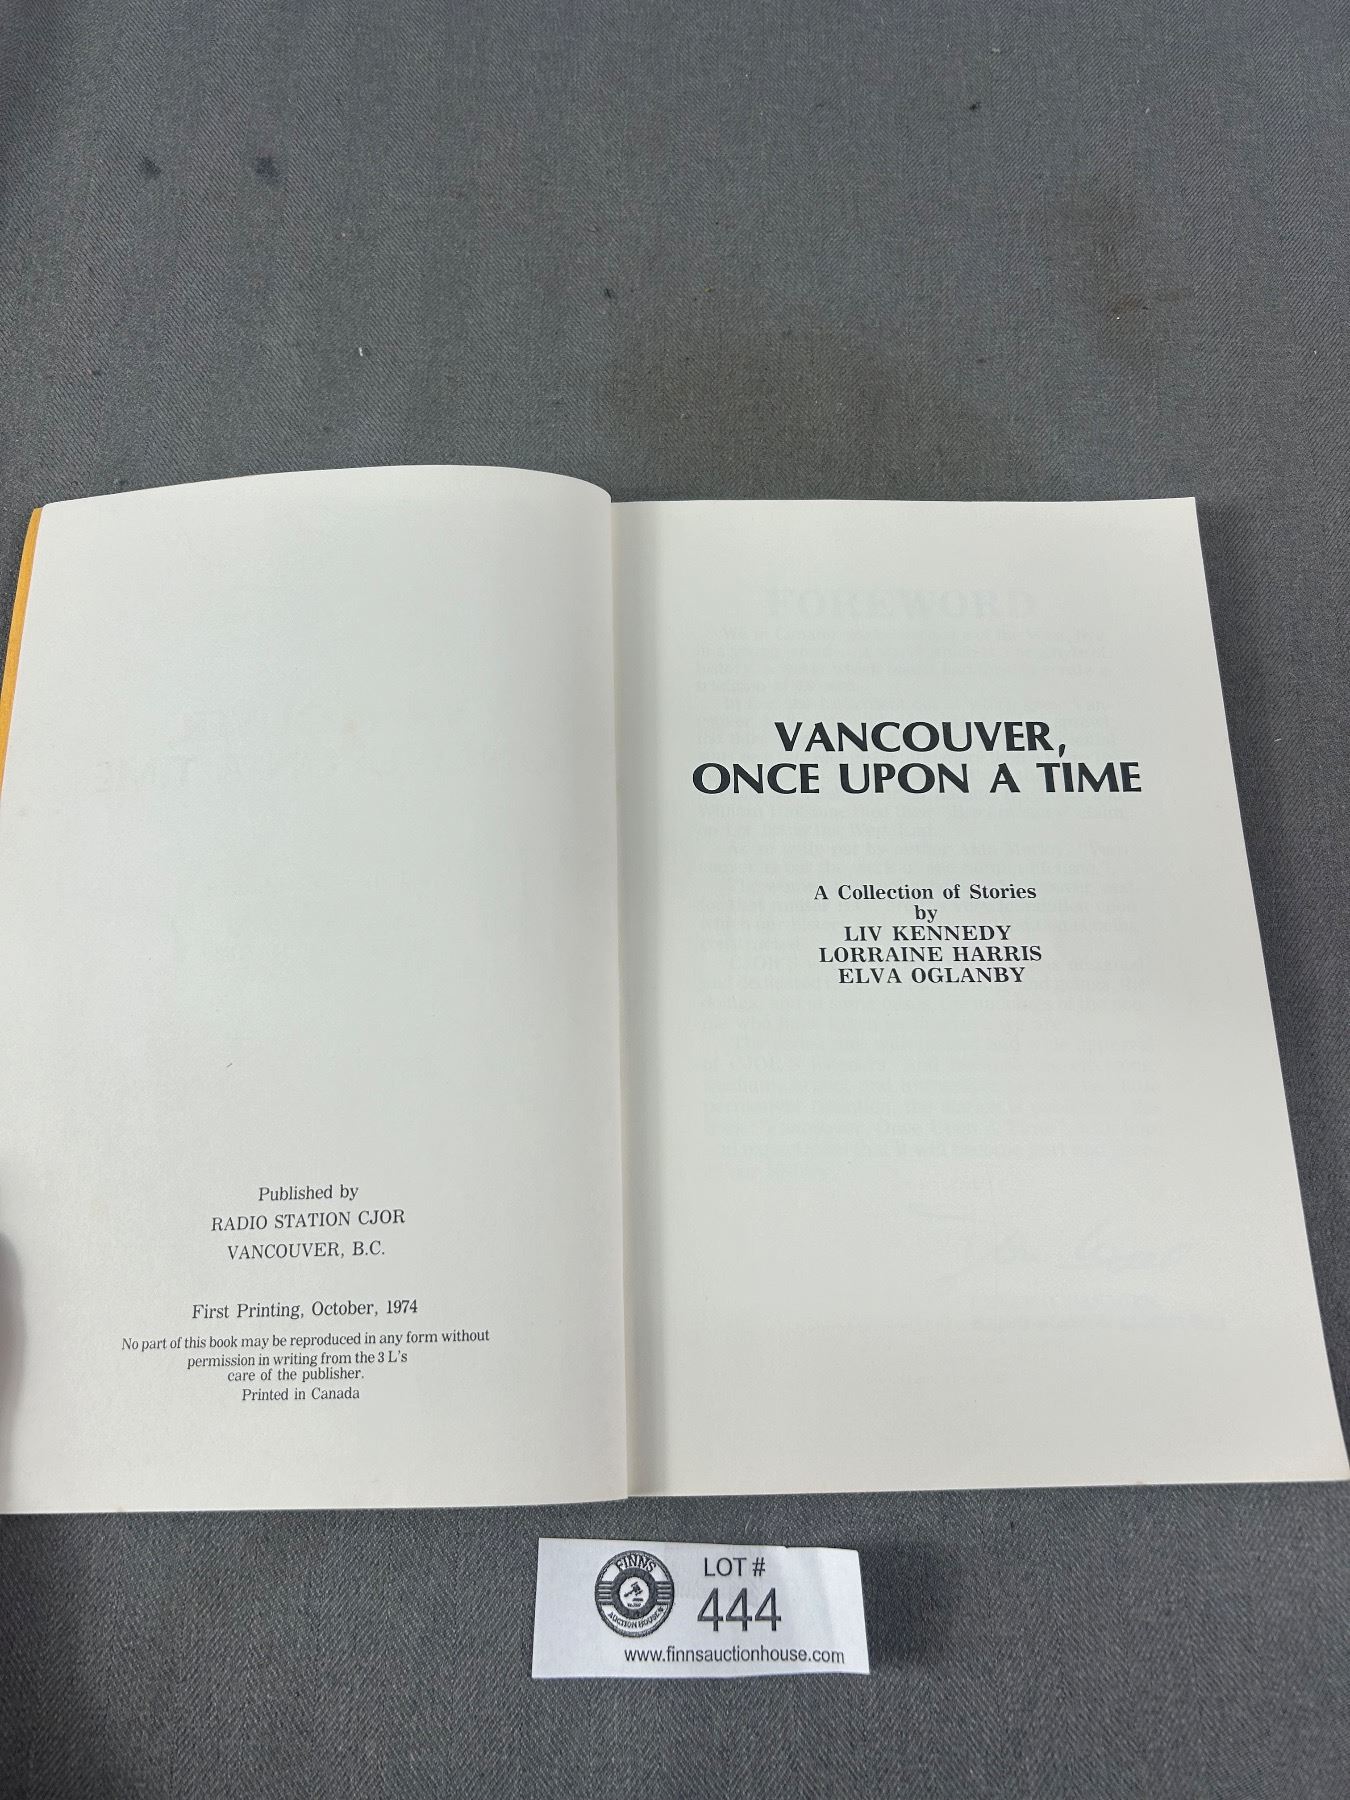 Published by
RADIO STATION CJOR
VANCOUVER, B.C.
First Printing, October, 1974
No part of this book may be reproduced in any form without
permission in writing from the 3 L's
care of the publisher.
Printed in Canada
FOREWORD
VANCOUVER,
ONCE UPON A TIME
A Collection of Stories
by
LIV KENNEDY
LORRAINE HARRIS
ELVA OGLANBY
FINNS
AUCTION HOUSE
LOT #
444
www.finnsauctionhouse.com